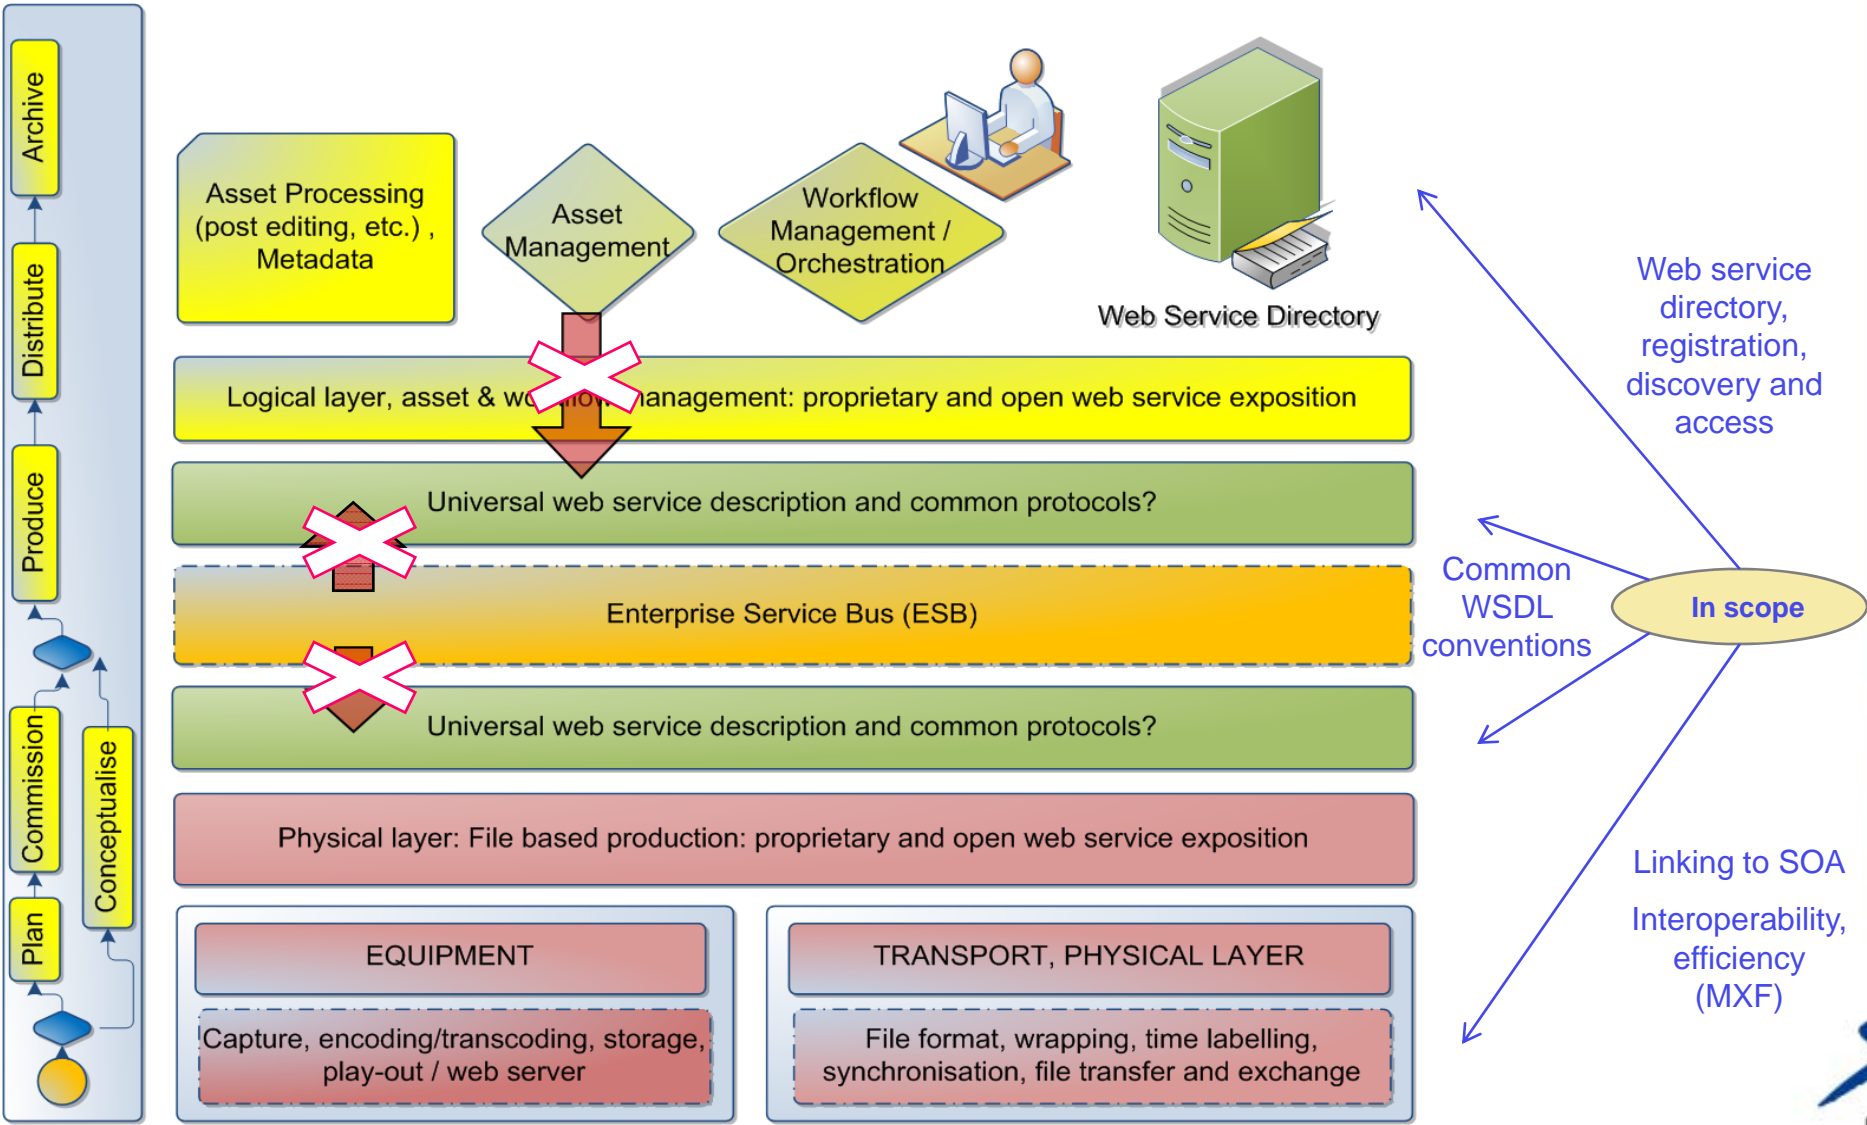 Archive
Distribute
Produce
Commission
Conceptualise
Plan
Asset Processing
(post editing, etc.) ,
Metadata
Asset
Management
Workflow
Management /
Orchestration
Web Service Directory
Logical layer, asset & workflow management: proprietary and open web service exposition
Universal web service description and common protocols?
Enterprise Service Bus (ESB)
Universal web service description and common protocols?
Physical layer: File based production: proprietary and open web service exposition
EQUIPMENT
Capture, encoding/transcoding, storage,
play-out / web server
TRANSPORT, PHYSICAL LAYER
File format, wrapping, time labelling,
synchronisation, file transfer and exchange
Web service
directory,
registration,
discovery and
access
Common
WSDL
conventions
In scope
Linking to SOA
Interoperability,
efficiency
(MXF)